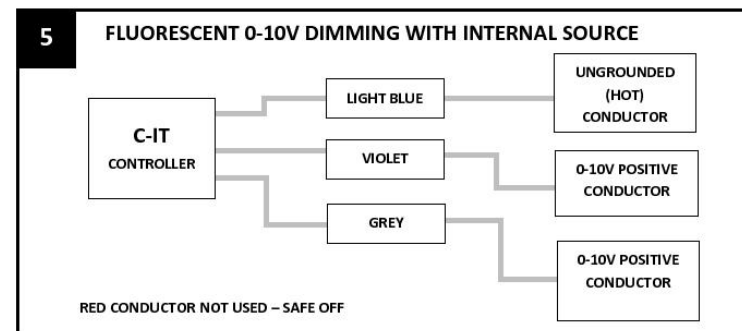 5
FLUORESCENT 0-10V DIMMING WITH INTERNAL SOURCE
C-IT
CONTROLLER
LIGHT BLUE
UNGROUNDED
(HOT)
CONDUCTOR
VIOLET
0-10V POSITIVE
CONDUCTOR
GREY
0-10V POSITIVE
CONDUCTOR
RED CONDUCTOR NOT USED – SAFE OFF